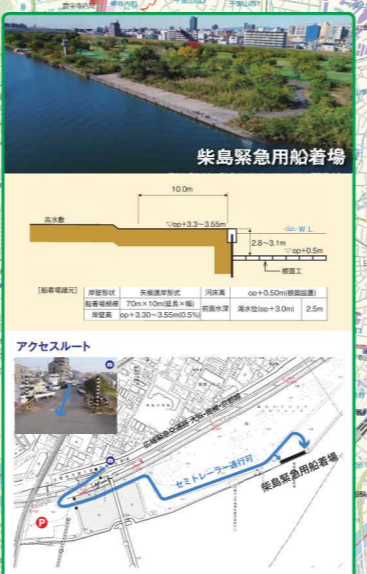 柴島緊急用船着場
10.0m
高水敷
▽op+3.3~3.55m
W.L.
2.8~3.1m
▽op+0.5m
根固工
[船着場諸元]
岸壁形状 矢板護岸形式 河床高 op+0.50m(根固設置)
船着場規模 70m×10m(延長×幅) 前面水深 渇水位(op+3.0m) 2.5m
岸壁高 op+3.30~3.55m(0.5%)
アクセスルート
セミトレーラー通行可
柴島緊急用船着場
P